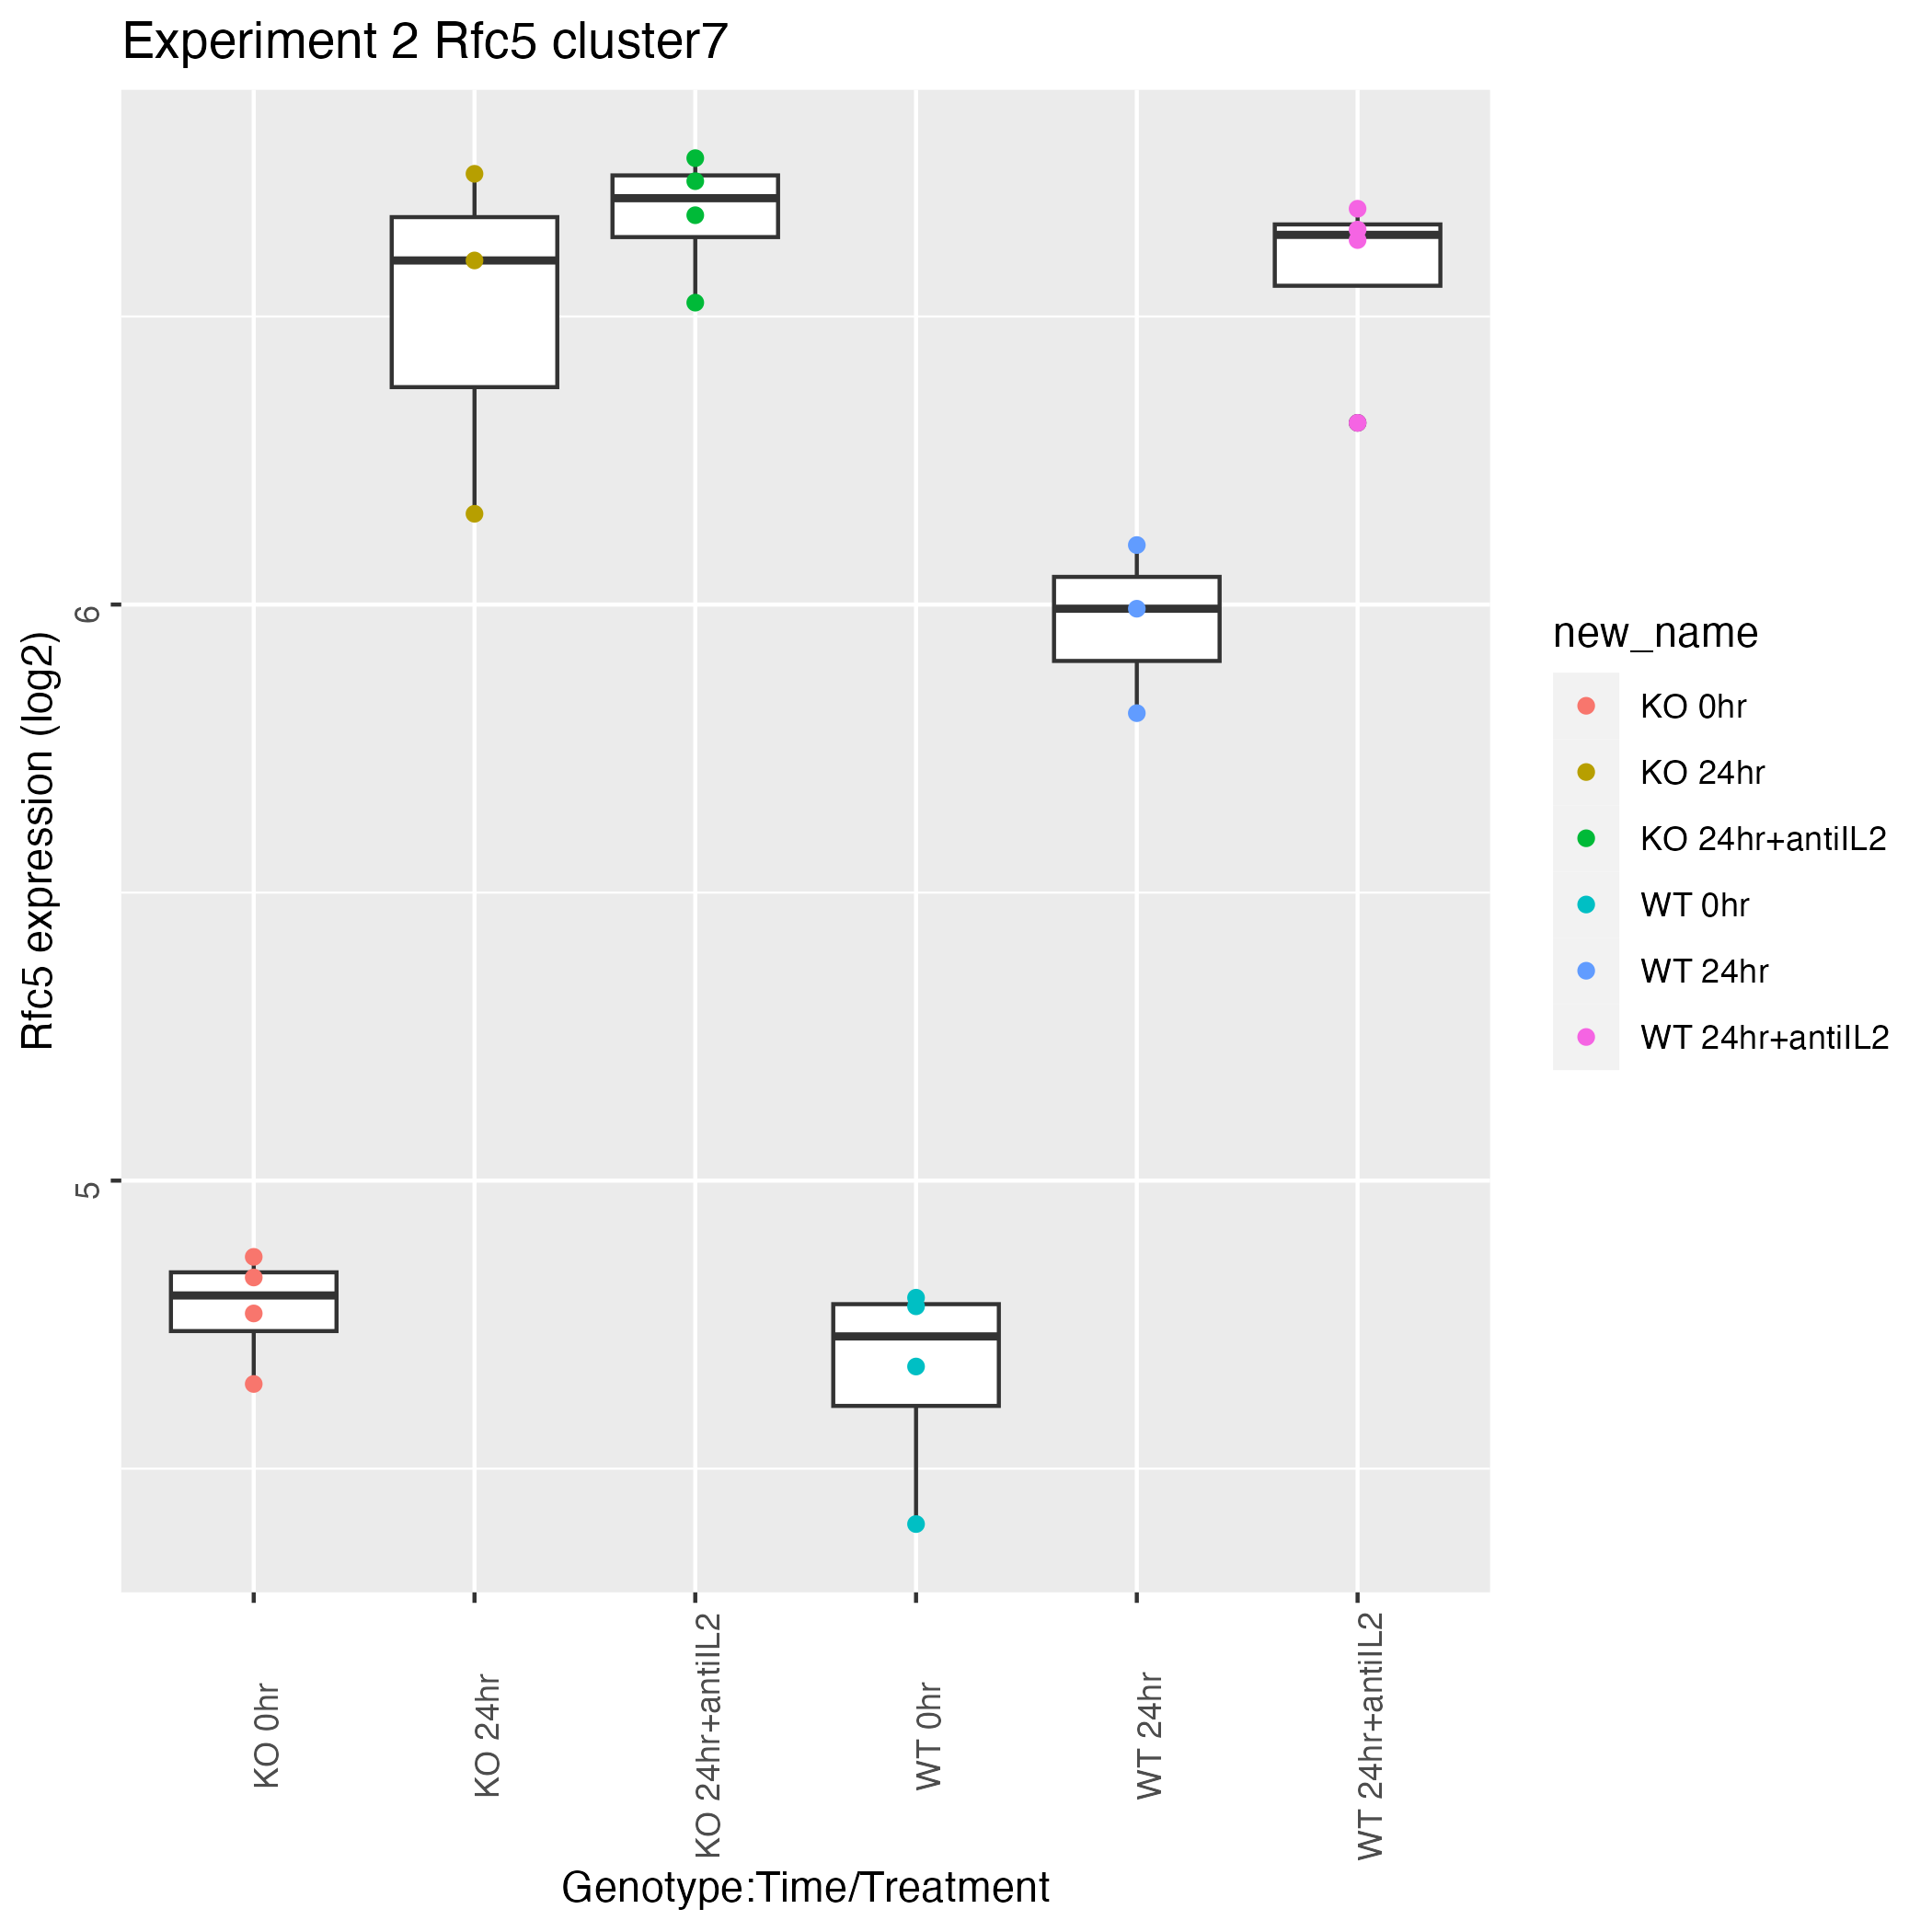 Experiment 2 Rfc5 cluster7
Rfc5 expression (log2)
6
5
KO 0hr
KO 24hr
KO 24hr+antiIL2
WT 0hr
WT 24hr
WT 24hr+antiIL2
Genotype:Time/Treatment
new_name
KO 0hr
KO 24hr
KO 24hr+antiIL2
WT 0hr
WT 24hr
WT 24hr+antiIL2